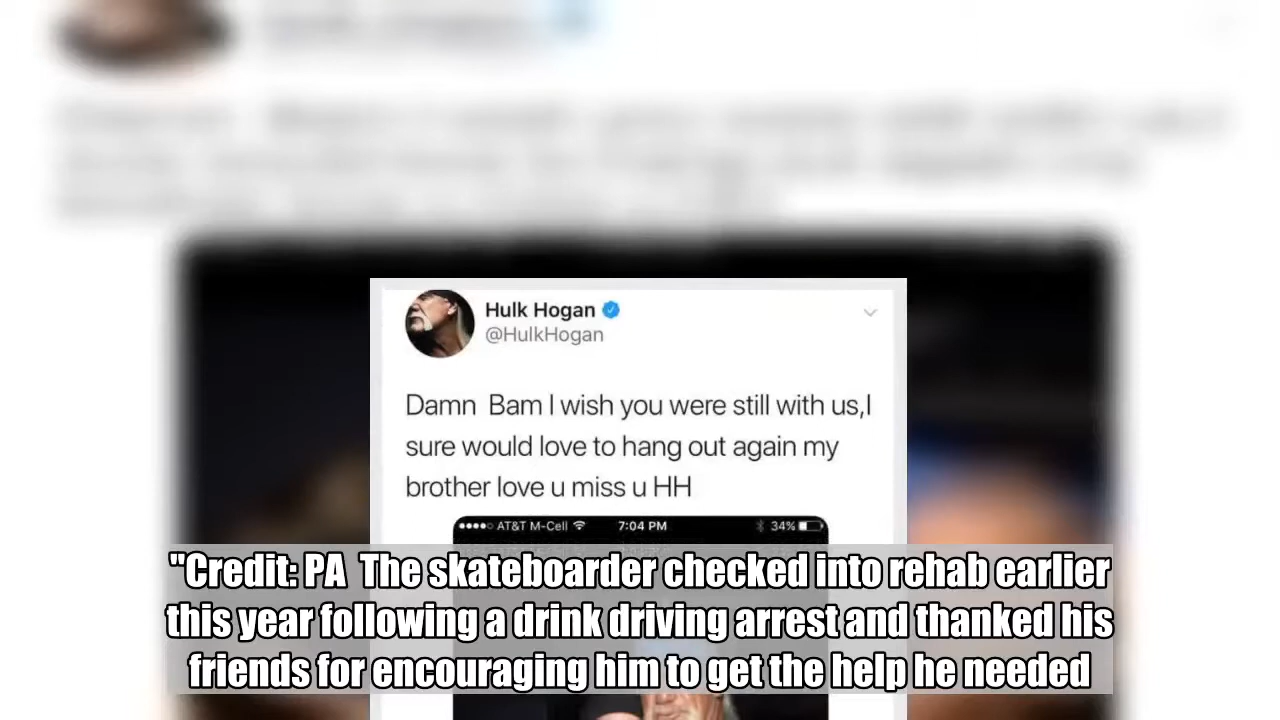 Hulk Hogan
@HulkHogan
Damn Bam I wish you were still with us,I
sure would love to hang out again my
brother love u miss u HH
AT&T M-Cell 7:04 PM 34%
"Credit: PA The skateboarder checked into rehab earlier
this year following a drink driving arrest and thanked his
friends for encouraging him to get the help he needed